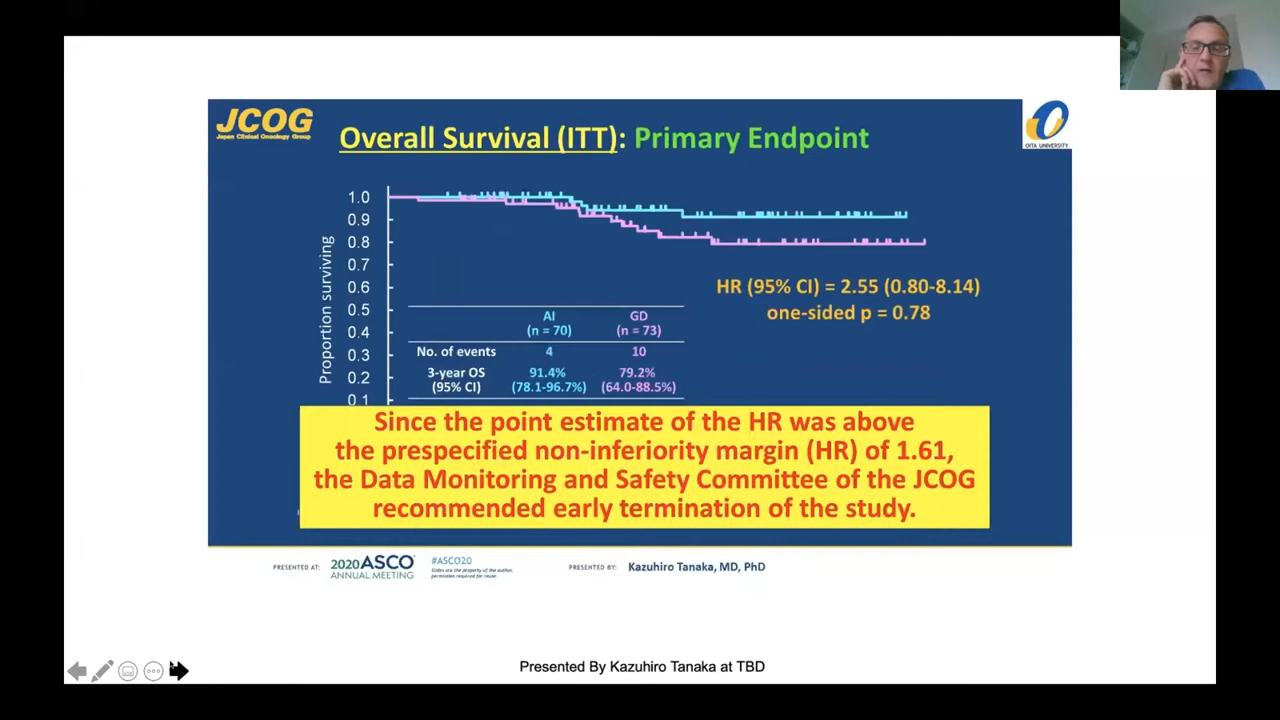 JCOG
Japan Clinical Oncology Group
Overall Survival (ITT): Primary Endpoint
OITA UNIVERSITY
1.0
0.9
0.8
0.7
0.6
0.5
0.4
0.3
0.2
0.1
Proportion surviving
HR (95% CI) = 2.55 (0.80-8.14)
one-sided p = 0.78
AI GD
(n = 70) (n = 73)
No. of events 4 10
3-year OS 91.4% 79.2%
(95% CI) (78.1-96.7%) (64.0-88.5%)
Since the point estimate of the HR was above
the prespecified non-inferiority margin (HR) of 1.61,
the Data Monitoring and Safety Committee of the JCOG
recommended early termination of the study.
PRESENTED AT: 2020 ASCO #ASCO20 PRESENTED BY: Kazuhiro Tanaka, MD, PhD
ANNUAL MEETING Slides are the property of the author,
permission required for reuse.
Presented By Kazuhiro Tanaka at TBD